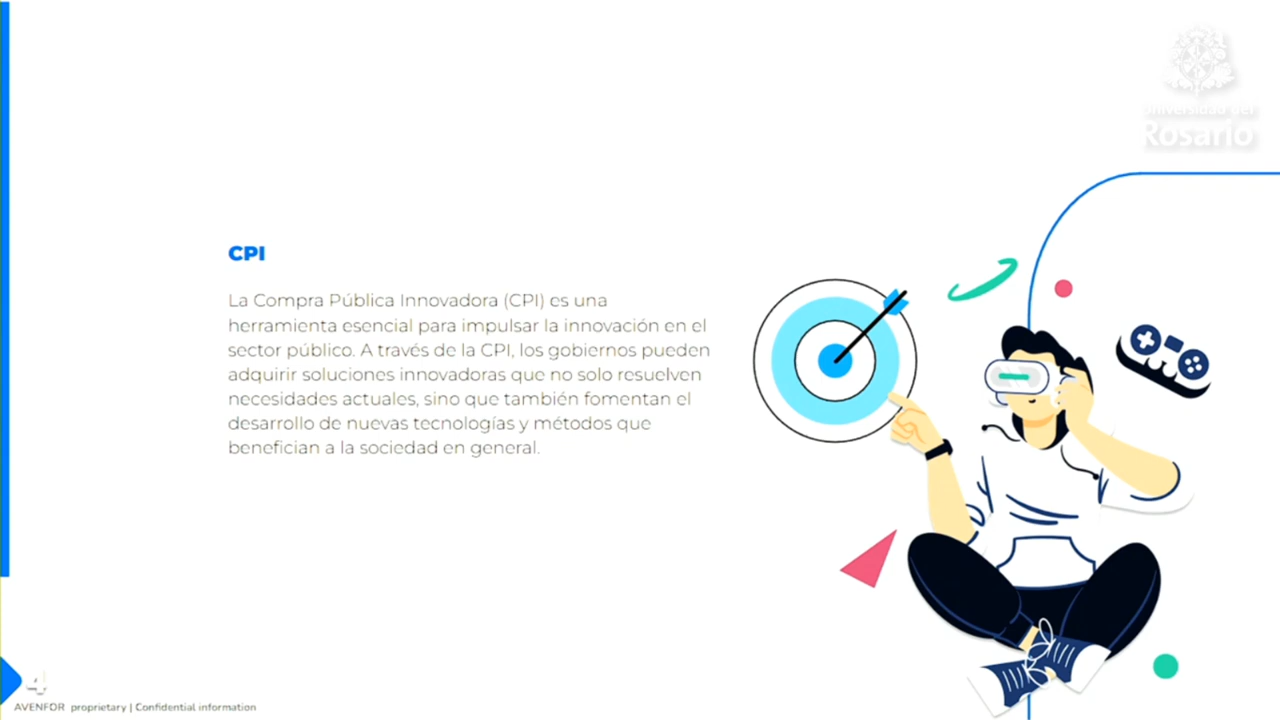 Universidad del
Rosario
CPI
La Compra Pública Innovadora (CPI) es una
herramienta esencial para impulsar la innovación en el
sector público. A través de la CPI, los gobiernos pueden
adquirir soluciones innovadoras que no solo resuelven
necesidades actuales, sino que también fomentan el
desarrollo de nuevas tecnologías y métodos que
benefician a la sociedad en general.
4
AVENFOR proprietary | Confidential information